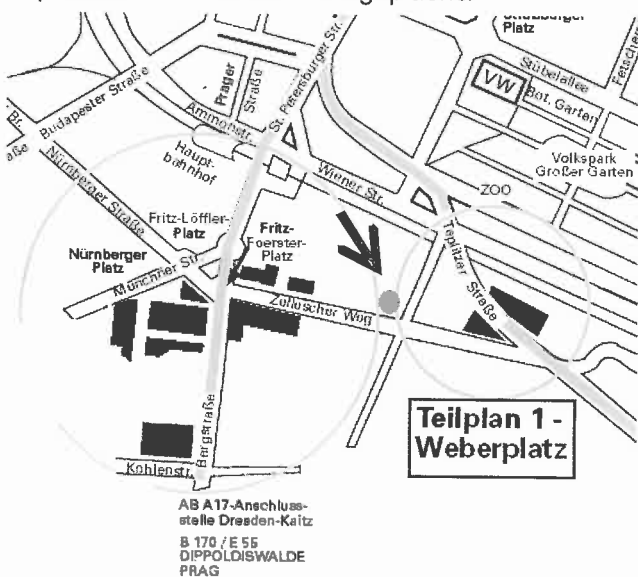 Straßburger
Platz
Fetscher
Stübelallee
St. Petersburger Str.
VW
Bot. Garten
Prager
Straße
Budapester Straße
Ammonstr.
Volkspark
Großer Garten
Haupt-
bahnhof
Wiener Str.
ZOO
Nürnberger Straße
Fritz-Löffler-
Platz
Fritz-
Foerster-
Platz
Teplitzer
Straße
Nürnberger
Platz
Münchner Str.
Zellescher Weg
Teilplan 1 -
Weberplatz
Bergstraße
Kohlenstr.
AB A17-Anschluss-
stelle Dresden-Kaitz
B 170 / E 55
DIPPOLDISWALDE
PRAG